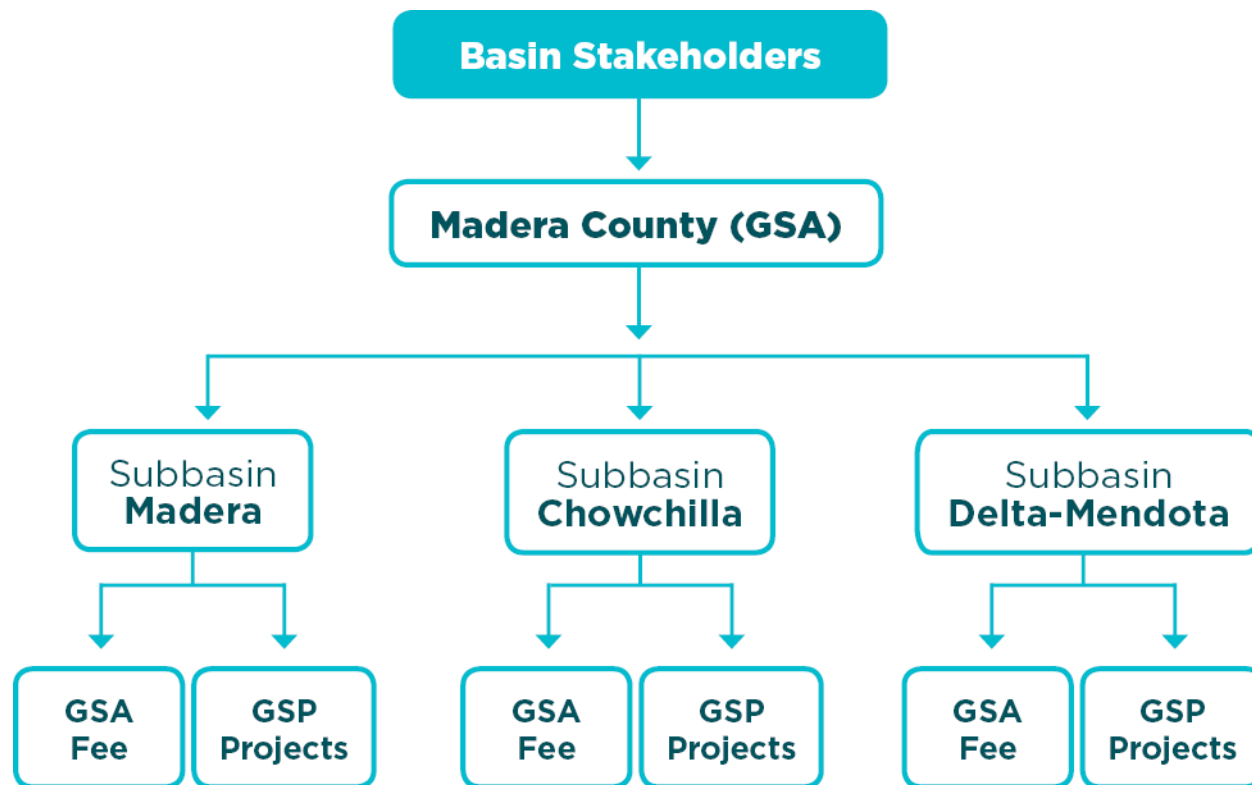 Basin Stakeholders
Madera County (GSA)
Subbasin
Madera
Subbasin
Chowchilla
Subbasin
Delta-Mendota
GSA
Fee
GSP
Projects
GSA
Fee
GSP
Projects
GSA
Fee
GSP
Projects